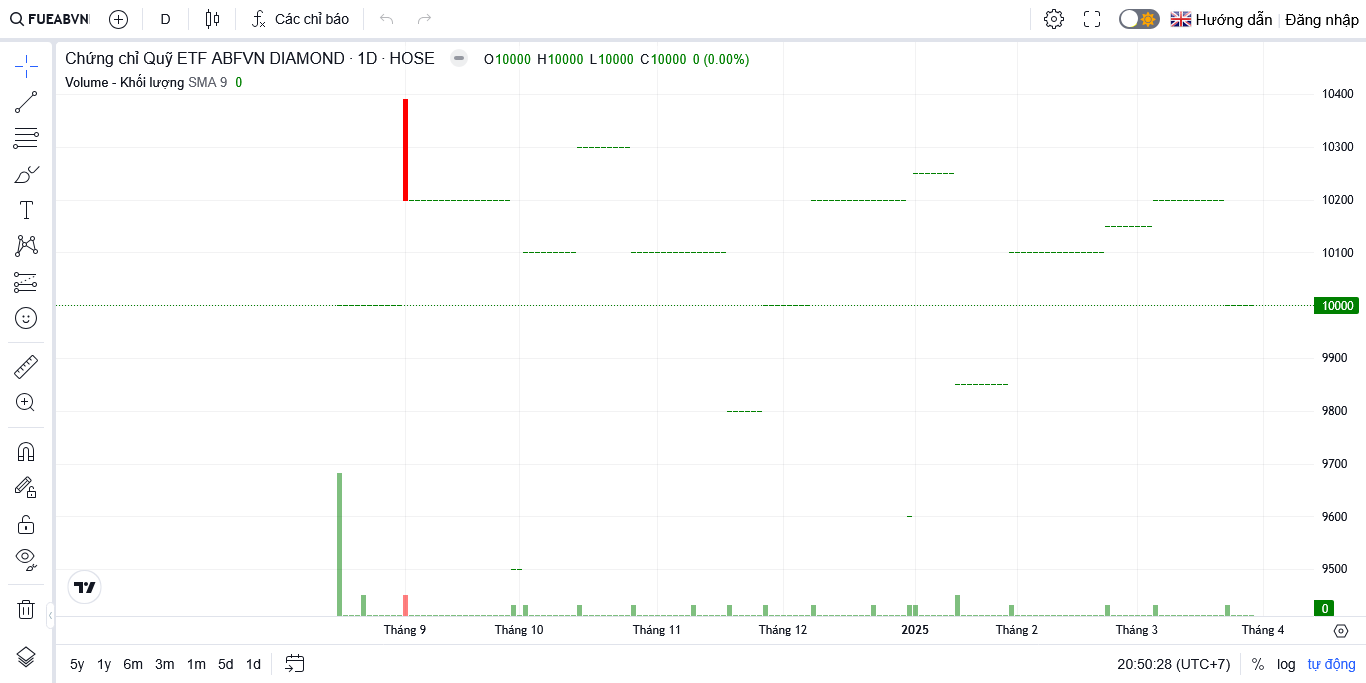 FUEABVN D Các chỉ báo Hướng dẫn Đăng nhập
Chứng chỉ Quỹ ETF ABFVN DIAMOND · 1D · HOSE O10000 H10000 L10000 C10000 0 (0.00%)
Volume - Khối lượng SMA 9 0
10400
10300
10200
10100
10000
9900
9800
9700
9600
9500
0
Tháng 9 Tháng 10 Tháng 11 Tháng 12 2025 Tháng 2 Tháng 3 Tháng 4
5y 1y 6m 3m 1m 5d 1d 20:50:28 (UTC+7) % log tự động